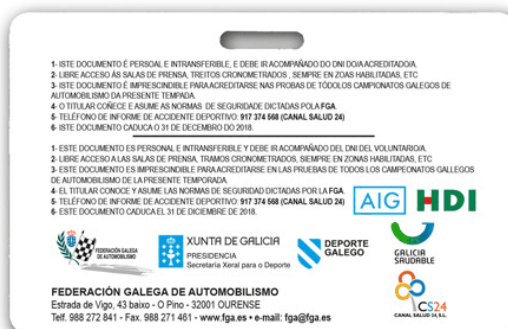 1- ISTE DOCUMENTO É PERSOAL E INTRANSFERIBLE, E DEBE IR ACOMPAÑADO DO DNI DO/A ACREDITADO/A.
2- LIBRE ACCESO ÁS SALAS DE PRENSA, TREITOS CRONOMETRADOS , SEMPRE EN ZOAS HABILITADAS, ETC
3- ISTE DOCUMENTO É IMPRESCINDIBLE PARA ACREDITARSE NAS PROBAS DE TÓDOLOS CAMPIONATOS GALEGOS DE
AUTOMOBILISMO DA PRESENTE TEMPADA.
4- O TITULAR COÑECE E ASUME AS NORMAS DE SEGURIDADE DICTADAS POLA FGA.
5- TELÉFONO DE INFORME DE ACCIDENTE DEPORTIVO: 917 374 568 (CANAL SALUD 24)
6- ISTE DOCUMENTO CADUCA O 31 DE DECEMBRO DO 2018.
1- ESTE DOCUMENTO ES PERSONAL E INTRANSFERIBLE Y DEBE IR ACOMPAÑADO DEL DNI DEL VOLUNTARIO/A.
2- LIBRE ACCESO A LAS SALAS DE PRENSA, TRAMOS CRONOMETRADOS, SIEMPRE EN ZONAS HABILITADAS, ETC
3- ESTE DOCUMENTO ES IMPRESCINDIBLE PARA ACREDITARSE EN LAS PRUEBAS DE TODOS LOS CAMPEONATOS GALLEGOS
DE AUTOMOBILISMO DE LA PRESENTE TEMPORADA.
4- EL TITULAR CONOCE Y ASUME LAS NORMAS DE SEGURIDAD DICTADAS POR LA FGA.
5- TELÉFONO DE INFORME DE ACCIDENTE DEPORTIVO: 917 374 568 (CANAL SALUD 24)
6- ESTE DOCUMENTO CADUCA EL 31 DE DICIEMBRE DE 2018.
AIG HDI
FEDERACIÓN GALEGA
DE AUTOMOBILISMO
XUNTA DE GALICIA
PRESIDENCIA
Secretaría Xeral para o Deporte
DEPORTE
GALEGO
GALICIA
SAUDABLE
CS24
CANAL SALUD 24, S.L.
FEDERACIÓN GALEGA DE AUTOMOBILISMO
Estrada de Vigo, 43 baixo - O Pino - 32001 OURENSE
Telf. 988 272 841 - Fax. 988 271 461 - www.fga.es • e-mail: fga@fga.es